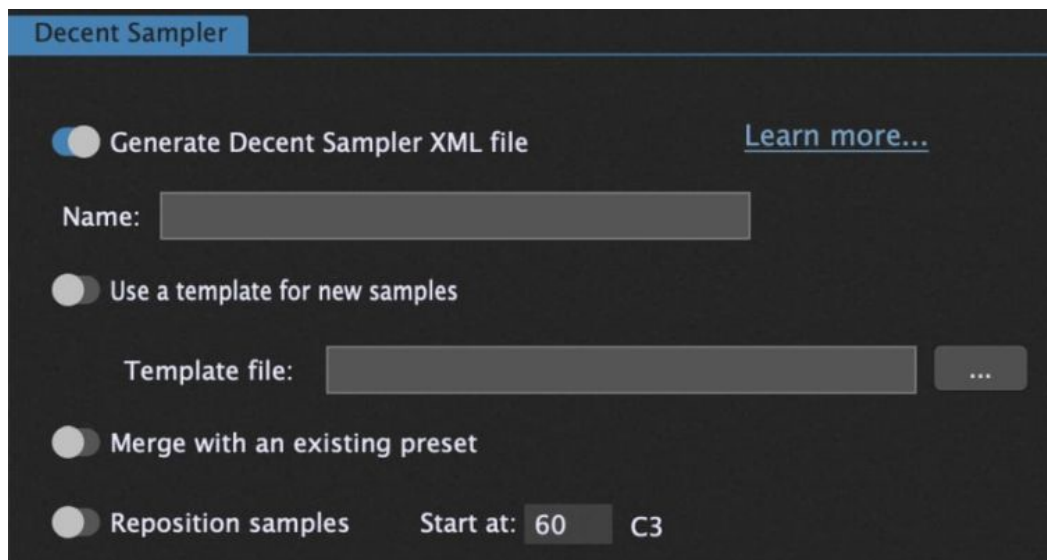 Decent Sampler
Generate Decent Sampler XML file Learn more...
Name:
Use a template for new samples
Template file: ...
Merge with an existing preset
Reposition samples Start at: 60 C3